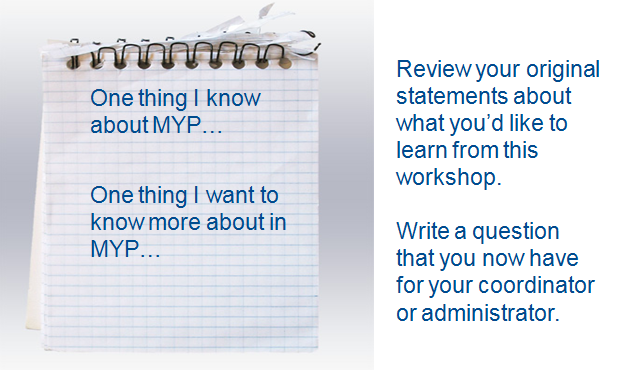 One thing I know
about MYP…
One thing I want to
know more about in
MYP…
Review your original
statements about
what you’d like to
learn from this
workshop.
Write a question
that you now have
for your coordinator
or administrator.